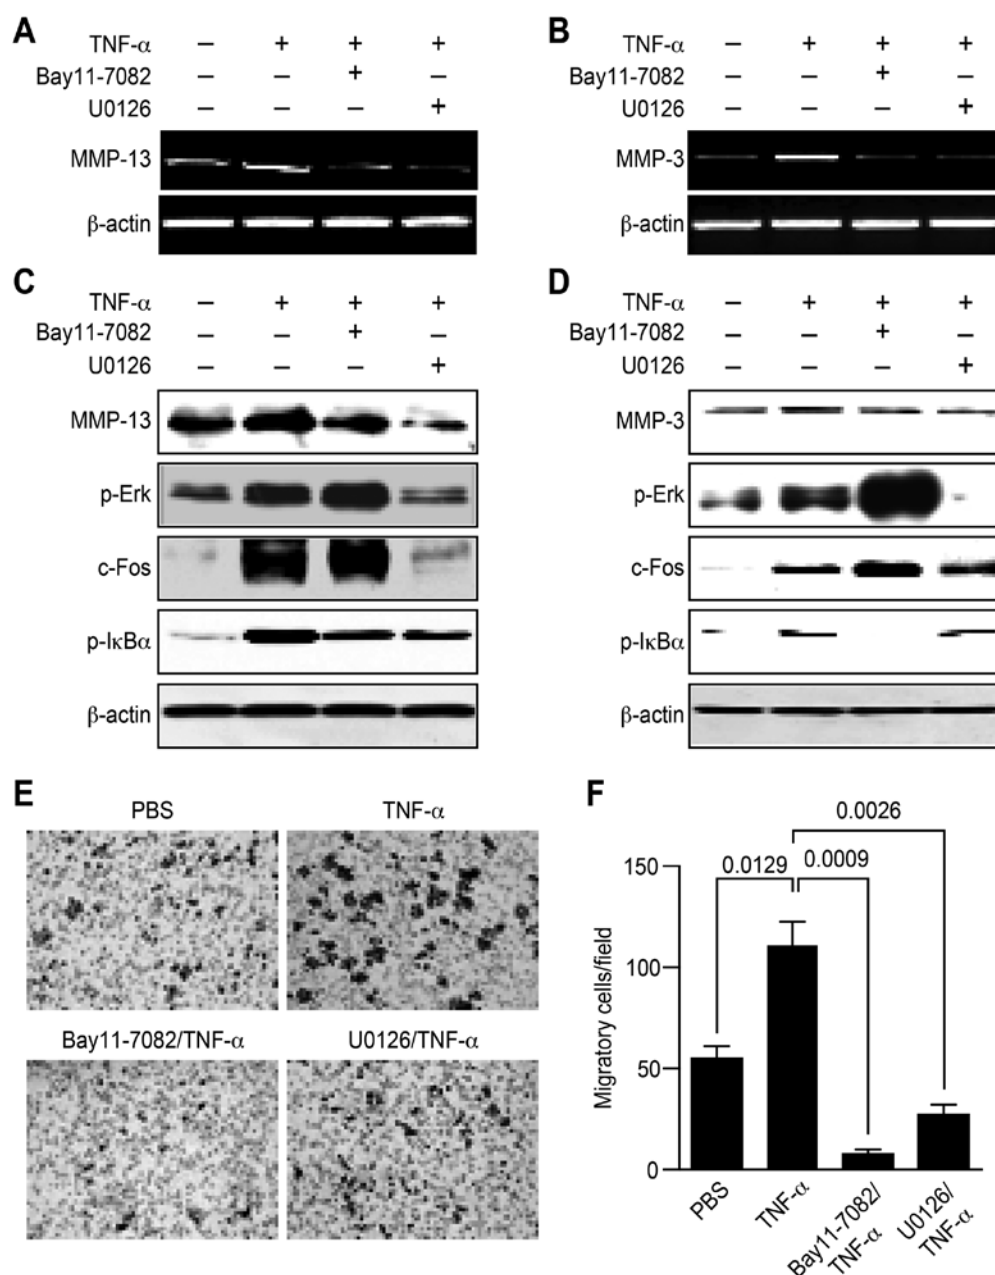 A
TNF-α – + + +
Bay11-7082 – – + –
U0126 – – – +
MMP-13
β-actin
B
TNF-α – + + +
Bay11-7082 – – + –
U0126 – – – +
MMP-3
β-actin
C
TNF-α – + + +
Bay11-7082 – – + –
U0126 – – – +
MMP-13
p-Erk
c-Fos
p-IκBα
β-actin
D
TNF-α – + + +
Bay11-7082 – – + –
U0126 – – – +
MMP-3
p-Erk
c-Fos
p-IκBα
β-actin
E
PBS TNF-α
Bay11-7082/TNF-α U0126/TNF-α
F
0.0026
0.0129 0.0009
150
100
50
0
Migratory cells/field
PBS
TNF-α
Bay11-7082/
TNF-α
U0126/
TNF-α